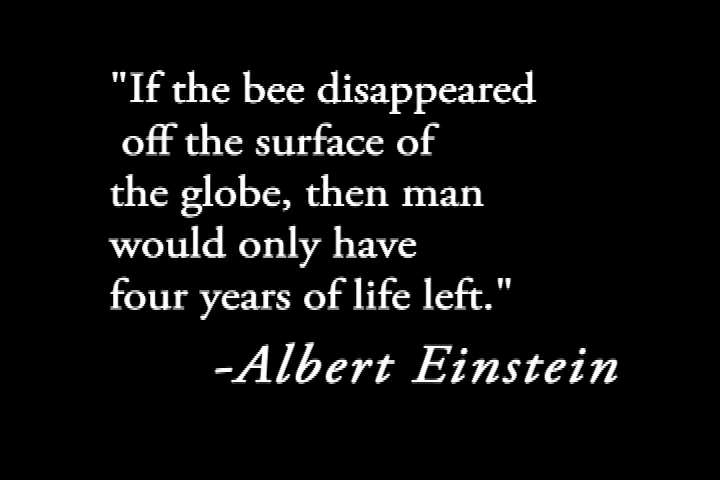 "If the bee disappeared
off the surface of
the globe, then man
would only have
four years of life left."
-Albert Einstein